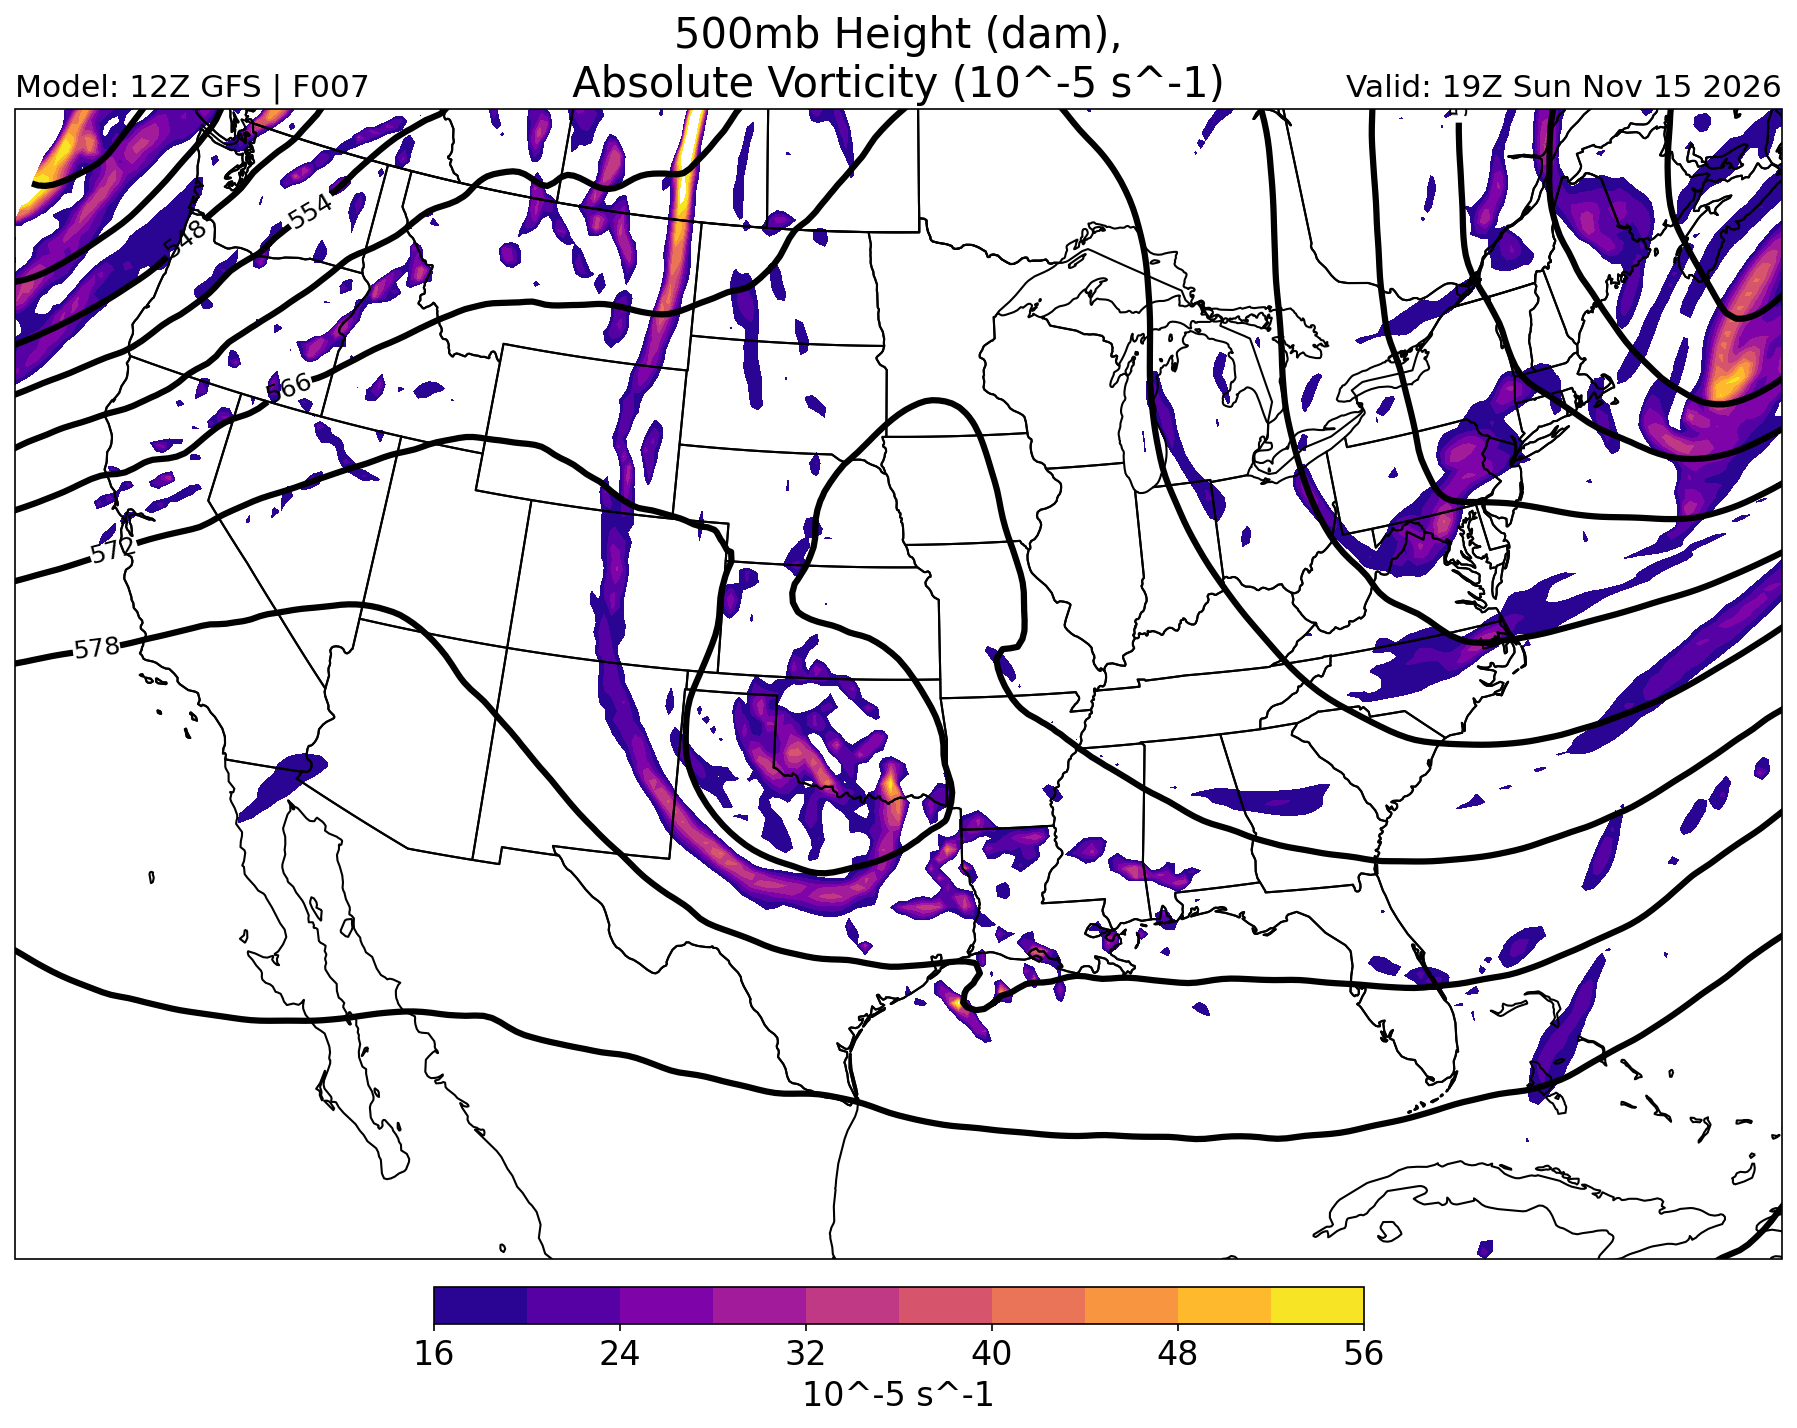 500mb Height (dam),
Model: 12Z GFS | F007
Absolute Vorticity (10^-5 s^-1)
Valid: 19Z Sun Nov 15 2026
554
548
566
572
578
16
24
32
40
48
56
10^-5 s^-1